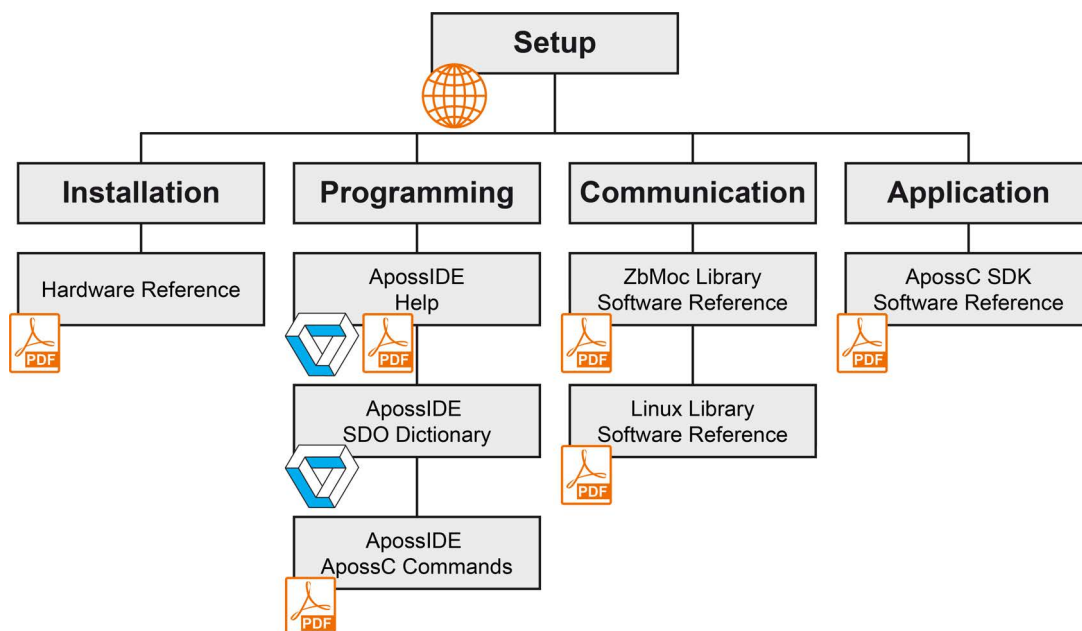 Setup
Installation
Programming
Communication
Application
Hardware Reference
PDF
ApossIDE
Help
PDF
ZbMoc Library
Software Reference
PDF
ApossC SDK
Software Reference
PDF
ApossIDE
SDO Dictionary
Linux Library
Software Reference
PDF
ApossIDE
ApossC Commands
PDF